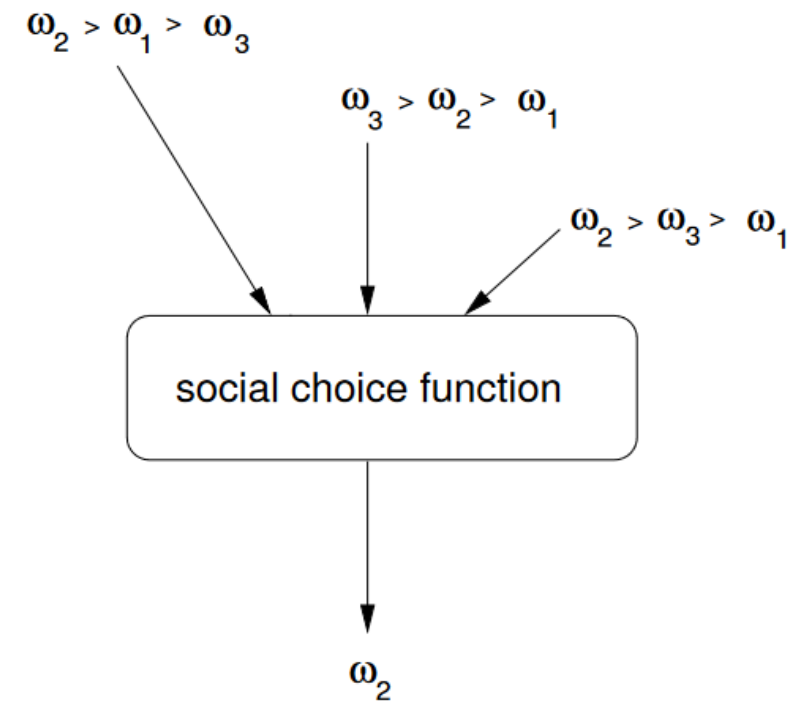 ω₂ > ω₁ > ω₃
ω₃ > ω₂ > ω₁
ω₂ > ω₃ > ω₁
social choice function
ω₂